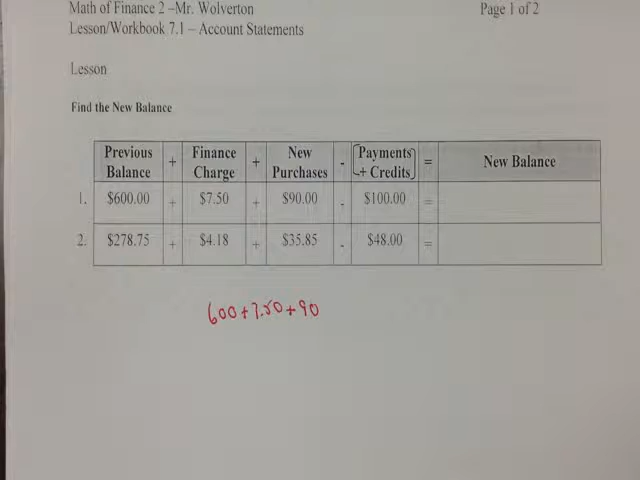 Math of Finance 2 –Mr. Wolverton Page 1 of 2
Lesson/Workbook 7.1 – Account Statements
Lesson
Find the New Balance
Previous Balance + Finance Charge + New Purchases - (Payments + Credits) = New Balance
1. $600.00 + $7.50 + $90.00 - $100.00 =
2. $278.75 + $4.18 + $35.85 - $48.00 =
600+7.50+90